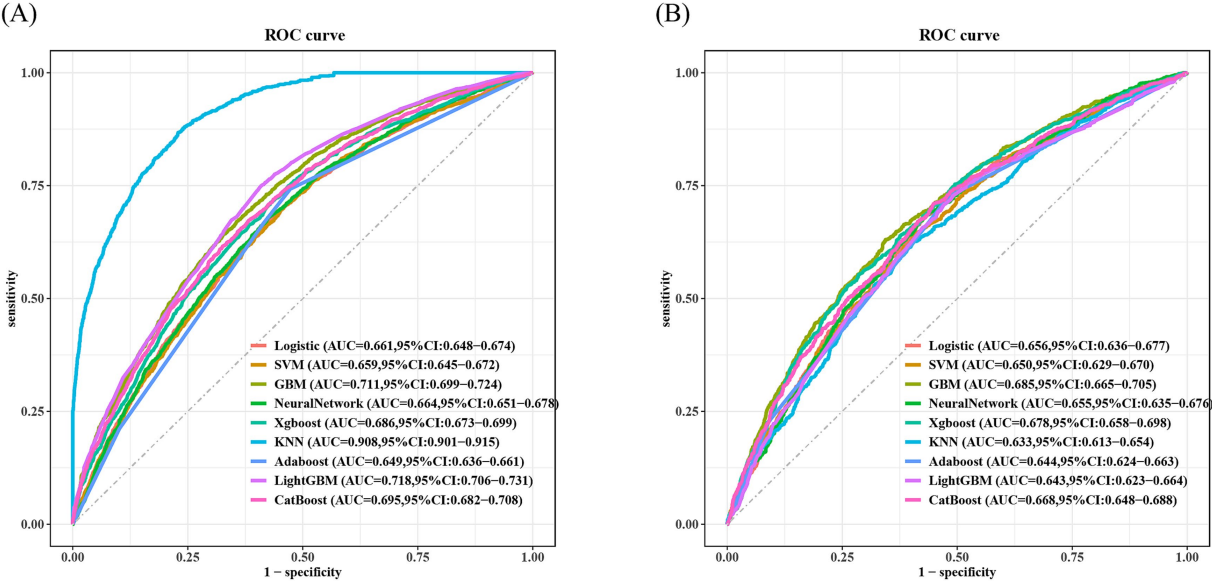 (A)
ROC curve
1.00
0.75
0.50
0.25
0.00
sensitivity
Logistic (AUC=0.661,95%CI:0.648−0.674)
SVM (AUC=0.659,95%CI:0.645−0.672)
GBM (AUC=0.711,95%CI:0.699−0.724)
NeuralNetwork (AUC=0.664,95%CI:0.651−0.678)
Xgboost (AUC=0.686,95%CI:0.673−0.699)
KNN (AUC=0.908,95%CI:0.901−0.915)
Adaboost (AUC=0.649,95%CI:0.636−0.661)
LightGBM (AUC=0.718,95%CI:0.706−0.731)
CatBoost (AUC=0.695,95%CI:0.682−0.708)
0.00 0.25 0.50 0.75 1.00
1 − specificity
(B)
ROC curve
1.00
0.75
0.50
0.25
0.00
sensitivity
Logistic (AUC=0.656,95%CI:0.636−0.677)
SVM (AUC=0.650,95%CI:0.629−0.670)
GBM (AUC=0.685,95%CI:0.665−0.705)
NeuralNetwork (AUC=0.655,95%CI:0.635−0.676
Xgboost (AUC=0.678,95%CI:0.658−0.698)
KNN (AUC=0.633,95%CI:0.613−0.654)
Adaboost (AUC=0.644,95%CI:0.624−0.663)
LightGBM (AUC=0.643,95%CI:0.623−0.664)
CatBoost (AUC=0.668,95%CI:0.648−0.688)
0.00 0.25 0.50 0.75 1.00
1 − specificity